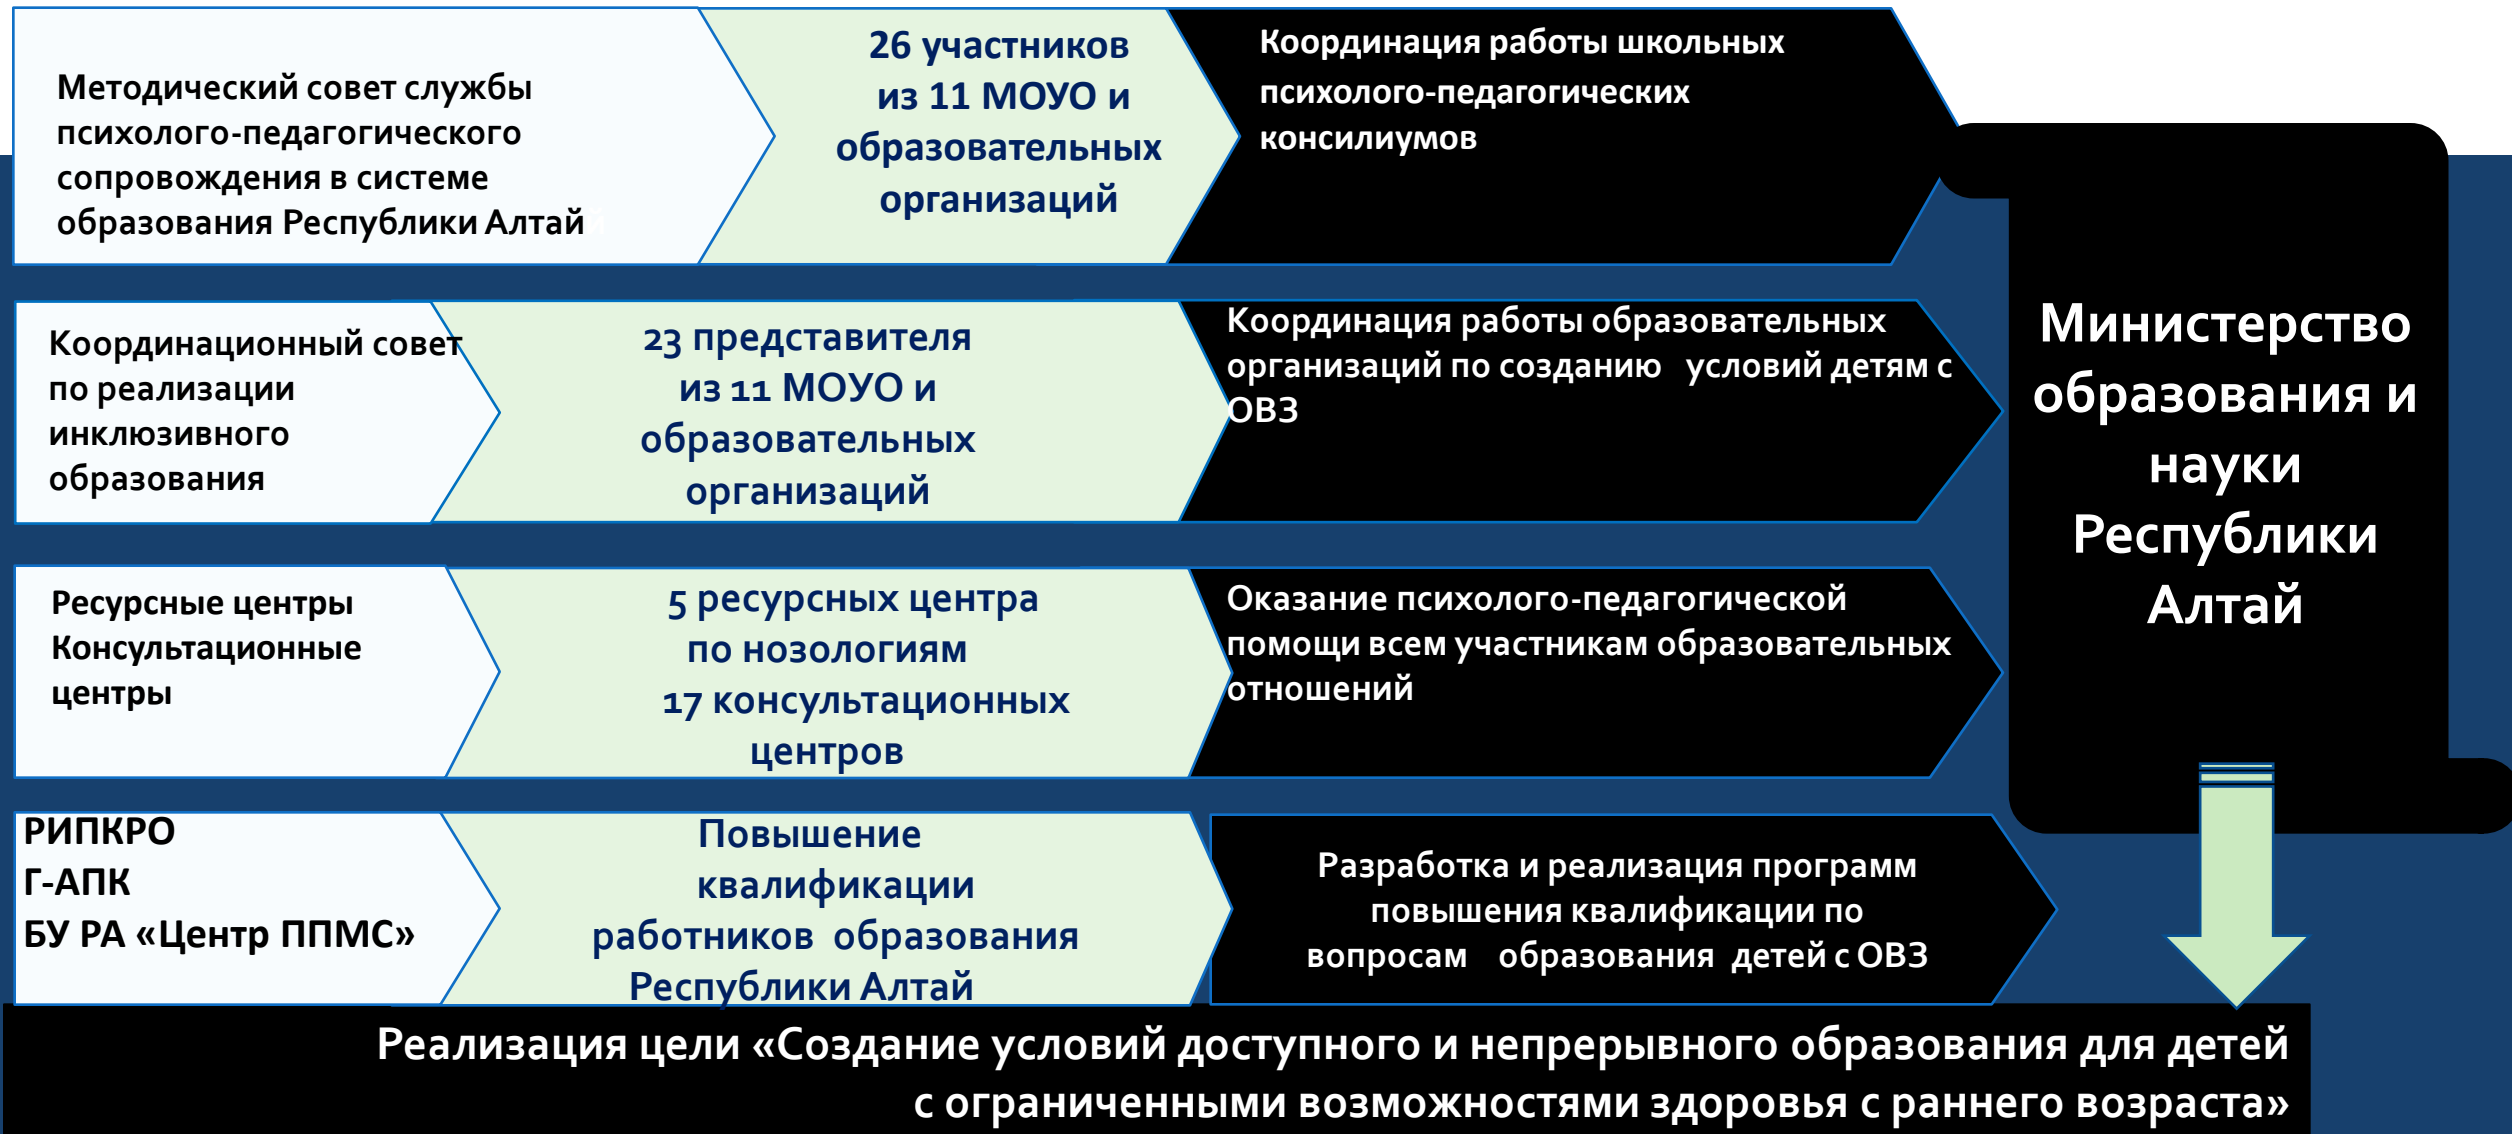 Методический совет службы
психолого-педагогического
сопровождения в системе
образования Республики Алтай
26 участников
из 11 МОУО и
образовательных
организаций
Координация работы школьных
психолого-педагогических
консилиумов
Координационный совет
по реализации
инклюзивного
образования
23 представителя
из 11 МОУО и
образовательных
организаций
Координация работы образовательных
организаций по созданию условий детям с
ОВЗ
Ресурсные центры
Консультационные
центры
5 ресурсных центра
по нозологиям
17 консультационных
центров
Оказание психолого-педагогической
помощи всем участникам образовательных
отношений
РИПКРО
Г-АПК
БУ РА «Центр ППМС»
Повышение
квалификации
работников образования
Республики Алтай
Разработка и реализация программ
повышения квалификации по
вопросам образования детей с ОВЗ
Министерство
образования и
науки
Республики
Алтай
Реализация цели «Создание условий доступного и непрерывного образования для детей
с ограниченными возможностями здоровья с раннего возраста»